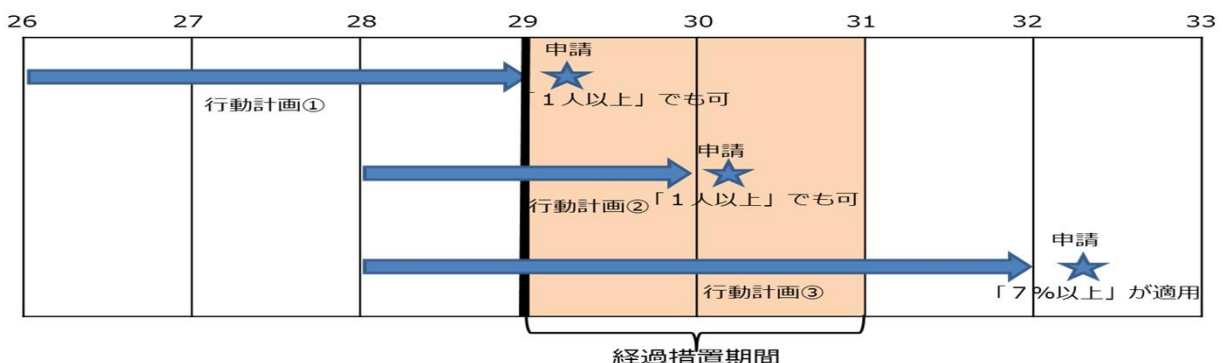 26 27 28 29 30 31 32 33
申請
行動計画①
「１人以上」でも可
申請
行動計画②
「１人以上」でも可
申請
行動計画③
「７%以上」が適用
経過措置期間